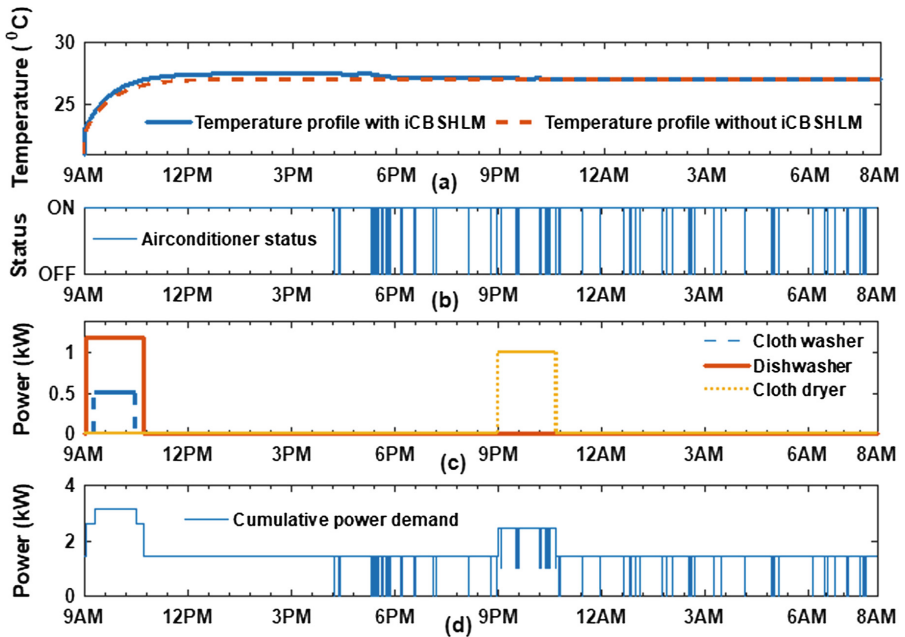 Temperature ( ⁰C)
30
25
Temperature profile with iCBSHLM
Temperature profile without iCBSHLM
9AM 12PM 3PM 6PM 9PM 12AM 3AM 6AM 8AM
(a)
Status
ON
OFF
Airconditioner status
9AM 12PM 3PM 6PM 9PM 12AM 3AM 6AM 8AM
(b)
Power (kW)
1
0.5
0
Cloth washer
Dishwasher
Cloth dryer
9AM 12PM 3PM 6PM 9PM 12AM 3AM 6AM 8AM
(c)
Power (kW)
4
2
0
Cumulative power demand
9AM 12PM 3PM 6PM 9PM 12AM 3AM 6AM 8AM
(d)